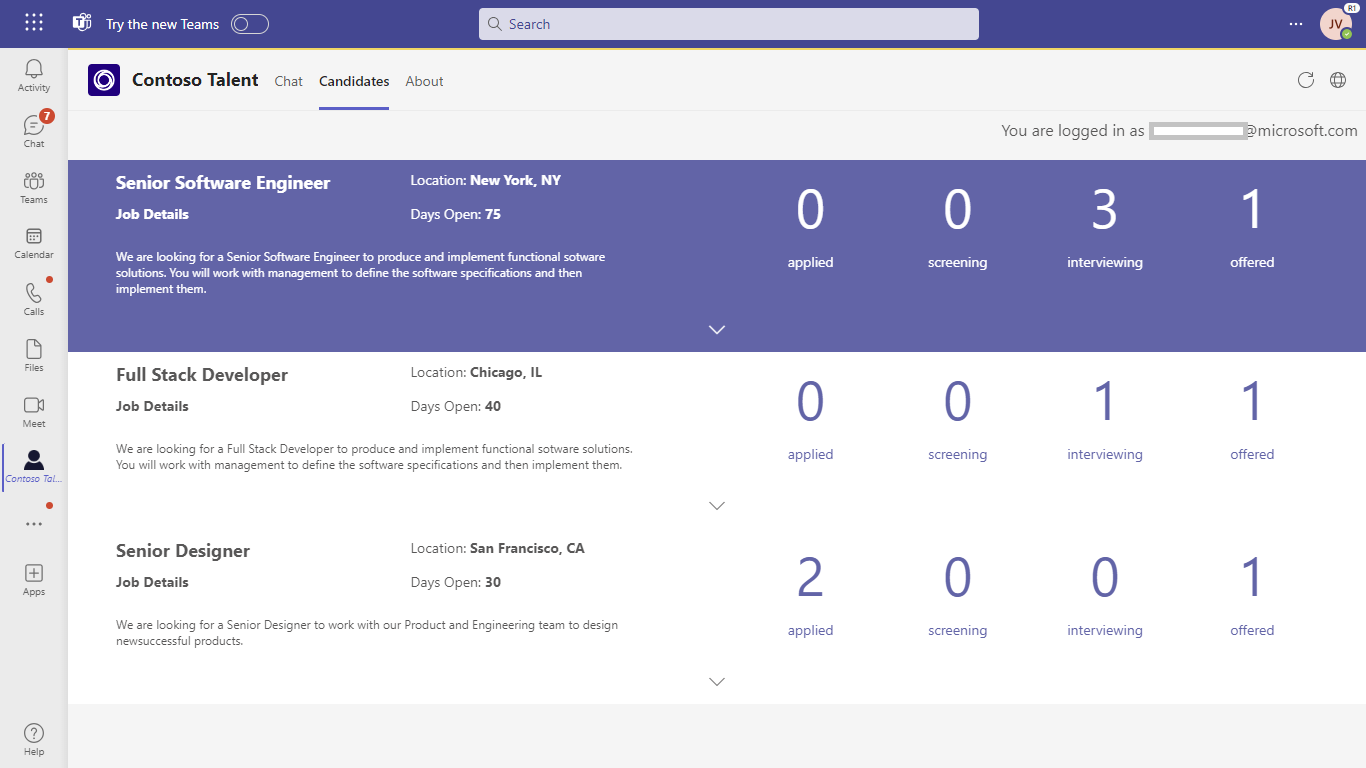 Try the new Teams
Search
R1
JV
Activity
7
Chat
Teams
Calendar
Calls
Files
Meet
Contoso Tal...
Apps
Help
Contoso Talent Chat Candidates About
You are logged in as @microsoft.com
Senior Software Engineer
Location: New York, NY
Job Details
Days Open: 75
We are looking for a Senior Software Engineer to produce and implement functional sotware
solutions. You will work with management to define the software specifications and then
implement them.
0 0 3 1
applied screening interviewing offered
Full Stack Developer
Location: Chicago, IL
Job Details
Days Open: 40
We are looking for a Full Stack Developer to produce and implement functional sotware solutions.
You will work with management to define the software specifications and then implement them.
0 0 1 1
applied screening interviewing offered
Senior Designer
Location: San Francisco, CA
Job Details
Days Open: 30
We are looking for a Senior Designer to work with our Product and Engineering team to design
newsuccessful products.
2 0 0 1
applied screening interviewing offered